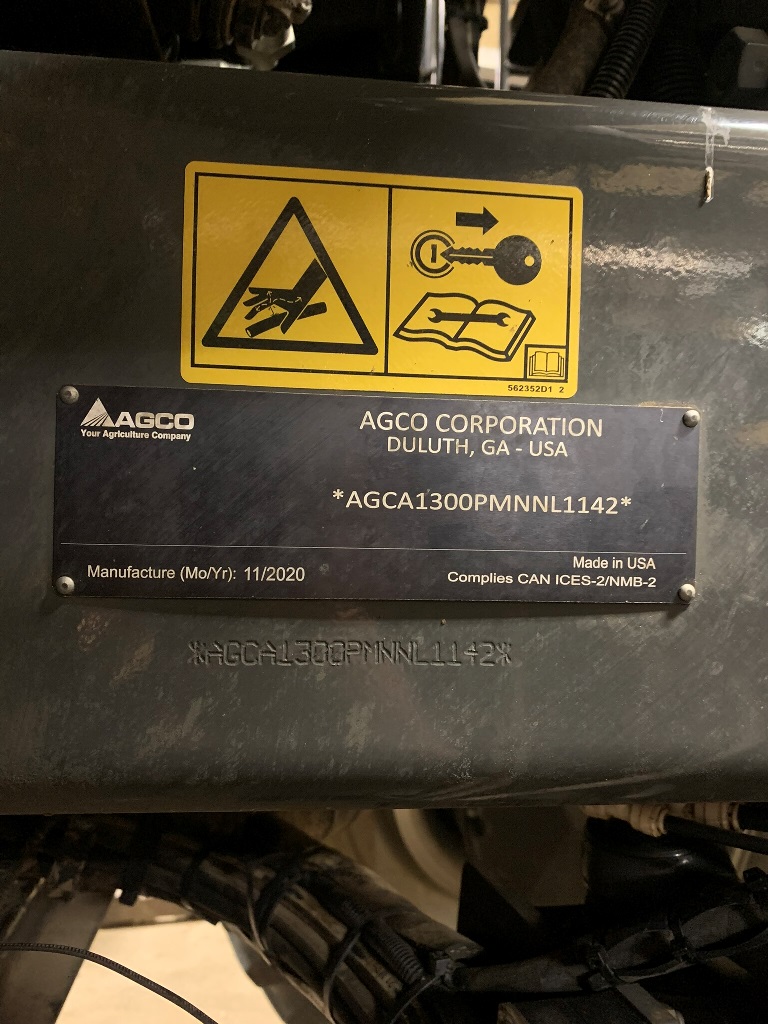 1
562352D1 2
AGCO
Your Agriculture Company
AGCO CORPORATION
DULUTH, GA - USA
*AGCA1300PMNNL1142*
Manufacture (Mo/Yr): 11/2020
Made in USA
Complies CAN ICES-2/NMB-2
*AGCA1300PMNNL1142*